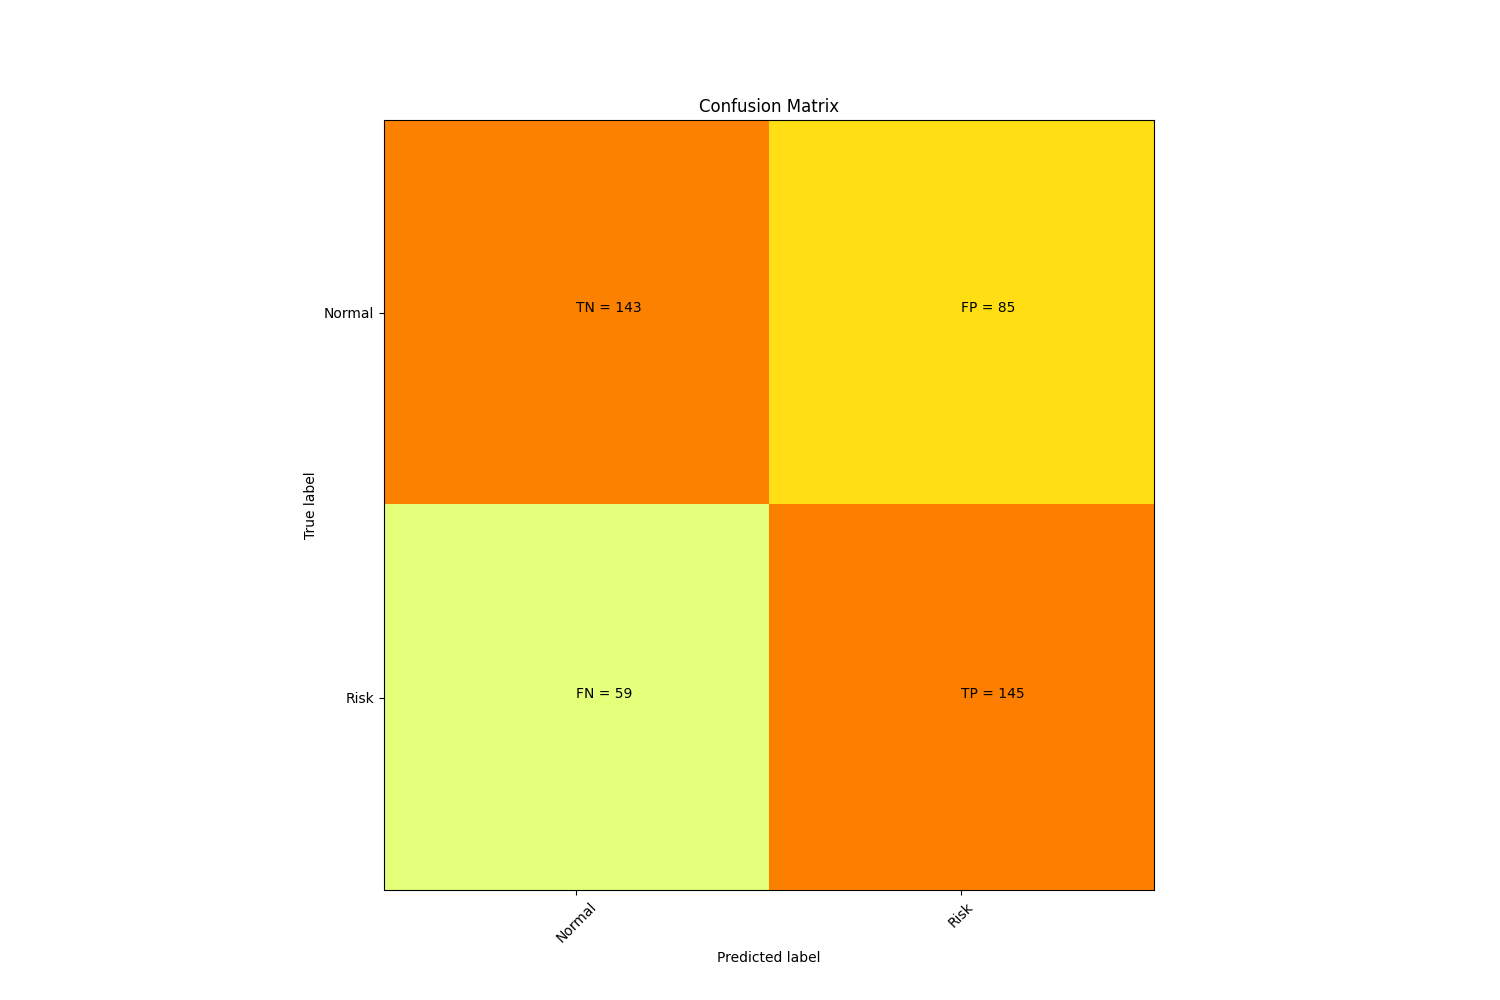 Confusion Matrix
Normal
TN = 143
FP = 85
True label
Risk
FN = 59
TP = 145
Normal
Risk
Predicted label